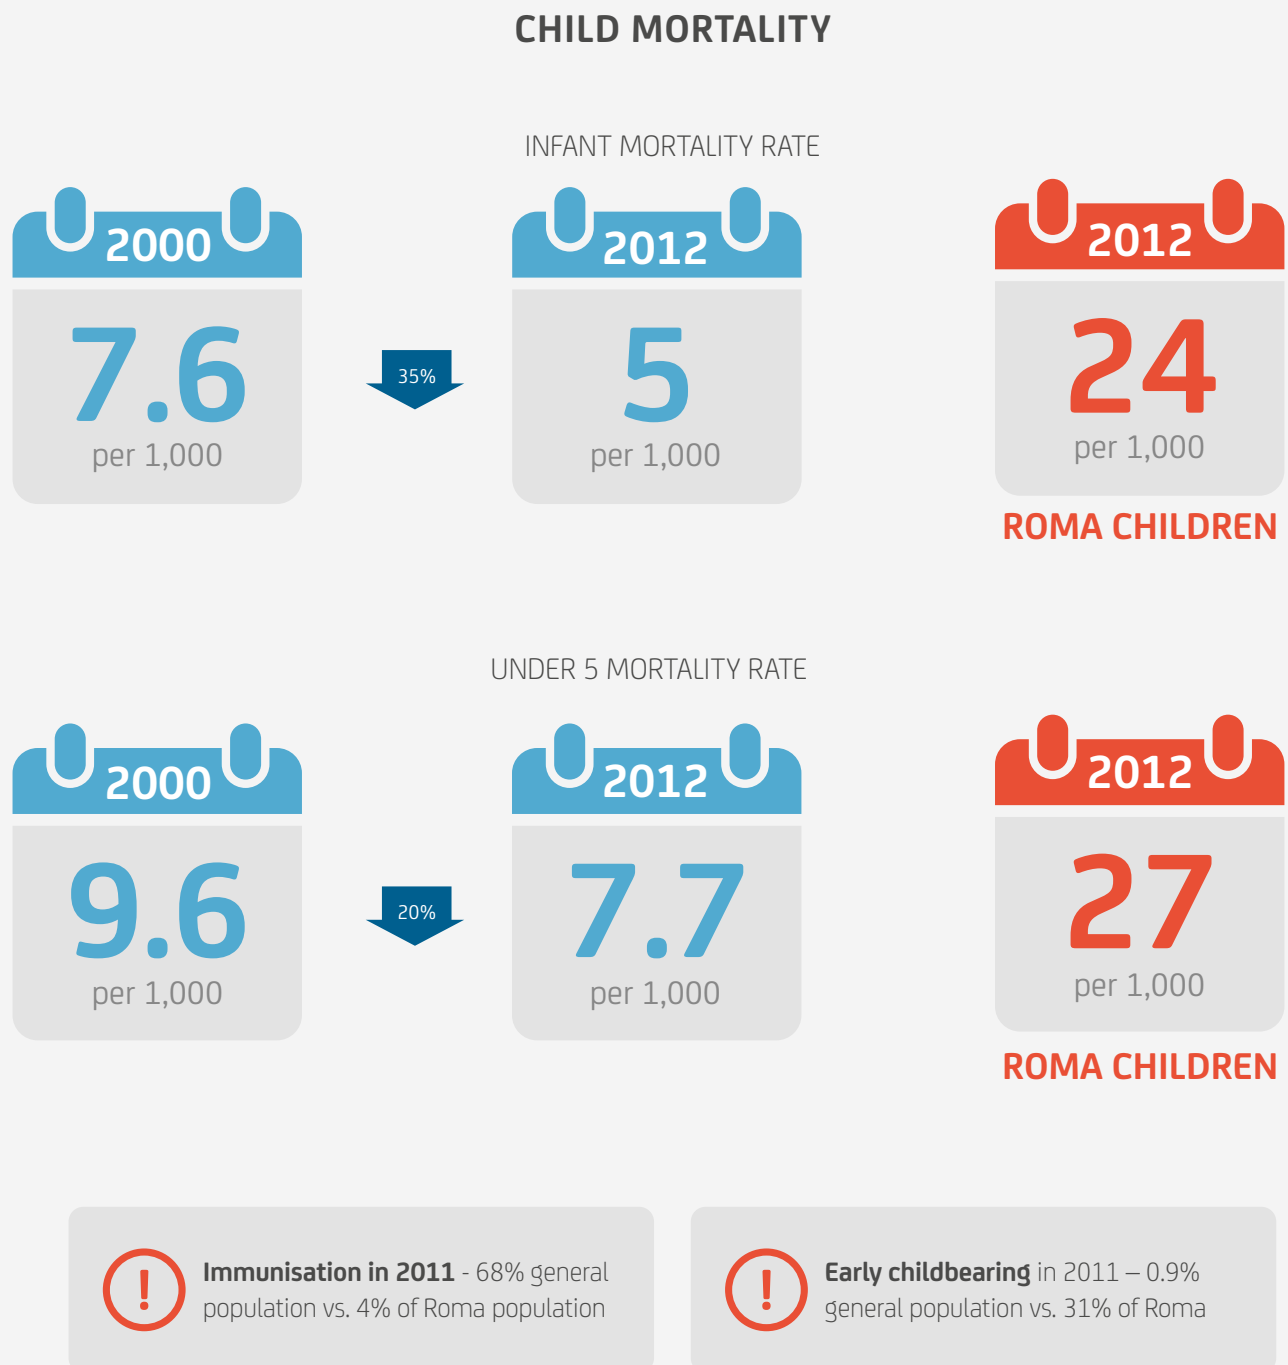 CHILD MORTALITY
INFANT MORTALITY RATE
2000
7.6
per 1,000
35%
2012
5
per 1,000
2012
24
per 1,000
ROMA CHILDREN
UNDER 5 MORTALITY RATE
2000
9.6
per 1,000
20%
2012
7.7
per 1,000
2012
27
per 1,000
ROMA CHILDREN
! Immunisation in 2011 - 68% general
population vs. 4% of Roma population
! Early childbearing in 2011 – 0.9%
general population vs. 31% of Roma